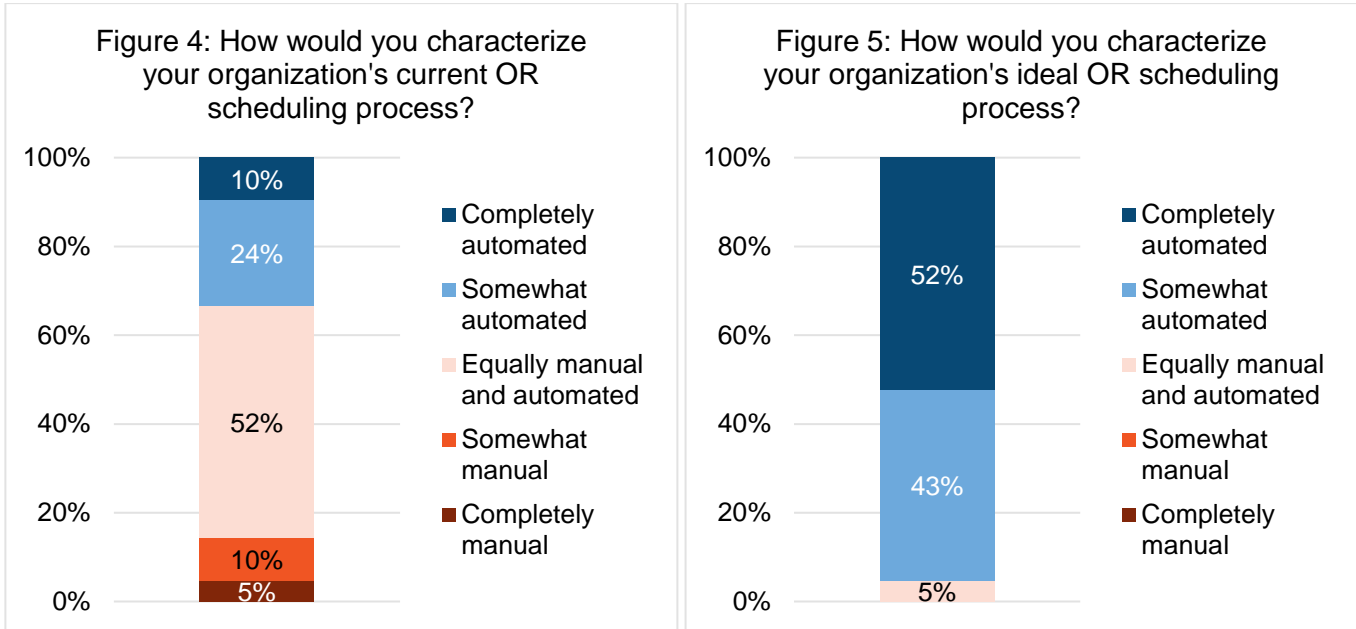 Figure 4: How would you characterize
your organization's current OR
scheduling process?
100%
80%
60%
40%
20%
0%
10%
24%
52%
10%
5%
Completely
automated
Somewhat
automated
Equally manual
and automated
Somewhat
manual
Completely
manual
Figure 5: How would you characterize
your organization's ideal OR scheduling
process?
100%
80%
60%
40%
20%
0%
52%
43%
5%
Completely
automated
Somewhat
automated
Equally manual
and automated
Somewhat
manual
Completely
manual